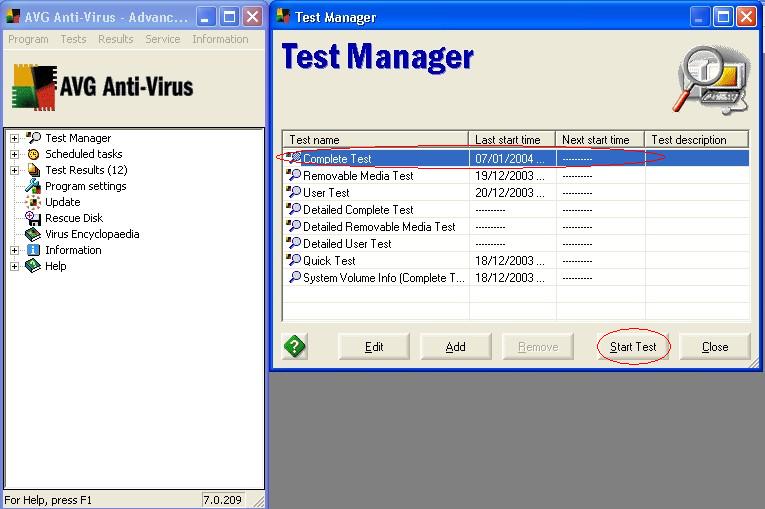 AVG Anti-Virus - Advanc...
Program Tests Results Service Information
AVG Anti-Virus
Test Manager
Scheduled tasks
Test Results (12)
Program settings
Update
Rescue Disk
Virus Encyclopaedia
Information
Help
For Help, press F1 7.0.209
Test Manager
Test Manager
Test name Last start time Next start time Test description
Complete Test 07/01/2004 ... ----------
Removable Media Test 19/12/2003 ... ----------
User Test 20/12/2003 ... ----------
Detailed Complete Test ---------- ----------
Detailed Removable Media Test ---------- ----------
Detailed User Test ---------- ----------
Quick Test 18/12/2003 ... ----------
System Volume Info (Complete T... 18/12/2003 ... ----------
? Edit Add Remove Start Test Close